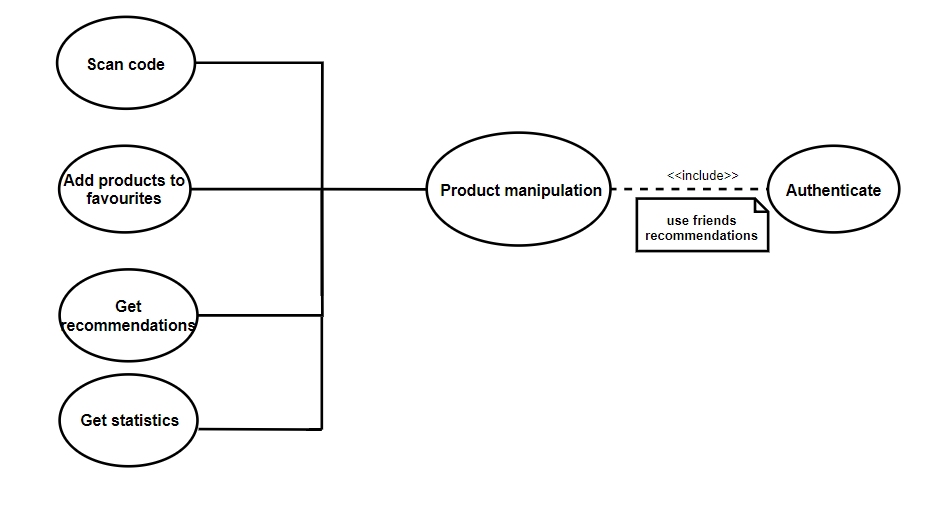 Scan code
Add products to
favourites
Product manipulation
<<include>>
Authenticate
use friends
recommendations
Get
recommendations
Get statistics